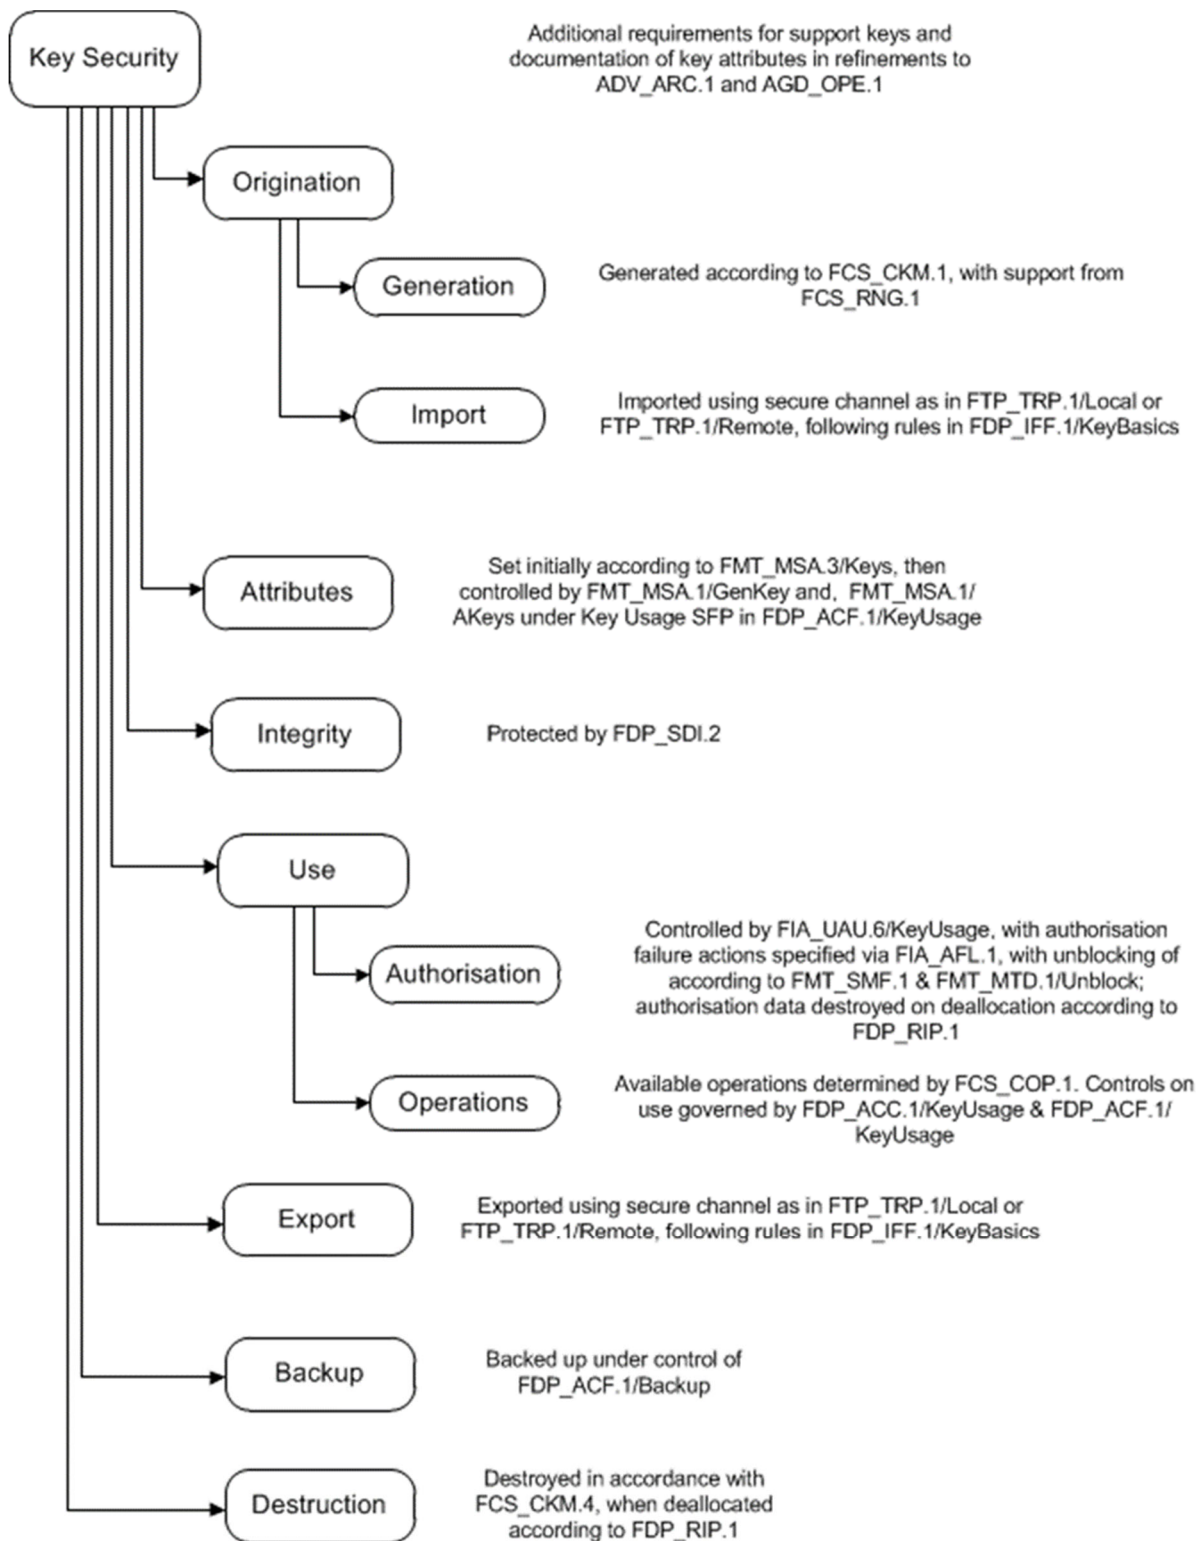 Key Security
Additional requirements for support keys and
documentation of key attributes in refinements to
ADV_ARC.1 and AGD_OPE.1
Origination
Generation
Generated according to FCS_CKM.1, with support from
FCS_RNG.1
Import
Imported using secure channel as in FTP_TRP.1/Local or
FTP_TRP.1/Remote, following rules in FDP_IFF.1/KeyBasics
Attributes
Set initially according to FMT_MSA.3/Keys, then
controlled by FMT_MSA.1/GenKey and, FMT_MSA.1/
AKeys under Key Usage SFP in FDP_ACF.1/KeyUsage
Integrity
Protected by FDP_SDI.2
Use
Authorisation
Controlled by FIA_UAU.6/KeyUsage, with authorisation
failure actions specified via FIA_AFL.1, with unblocking of
according to FMT_SMF.1 & FMT_MTD.1/Unblock;
authorisation data destroyed on deallocation according to
FDP_RIP.1
Operations
Available operations determined by FCS_COP.1. Controls on
use governed by FDP_ACC.1/KeyUsage & FDP_ACF.1/
KeyUsage
Export
Exported using secure channel as in FTP_TRP.1/Local or
FTP_TRP.1/Remote, following rules in FDP_IFF.1/KeyBasics
Backup
Backed up under control of
FDP_ACF.1/Backup
Destruction
Destroyed in accordance with
FCS_CKM.4, when deallocated
according to FDP_RIP.1